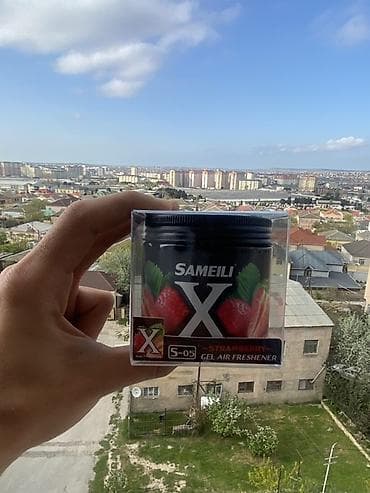 SAMEILI
X
STRAWBERRY
X S-05 GEL AIR FRESHENER